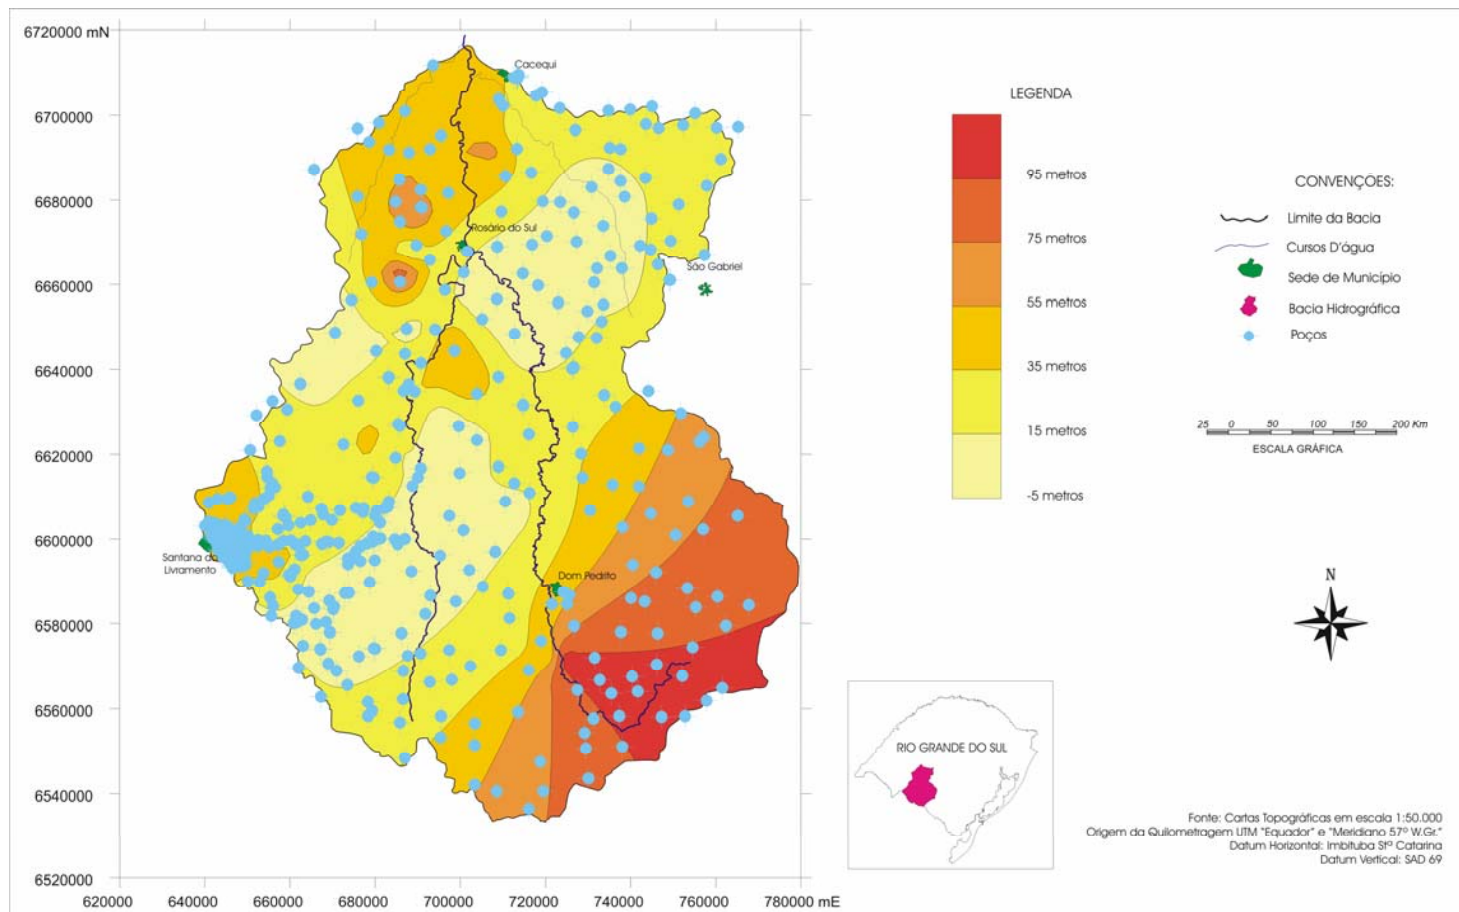 6720000 mN
6700000
6680000
6660000
6640000
6620000
6600000
6580000
6560000
6540000
6520000
620000
640000
660000
680000
700000
720000
740000
760000
780000 mE
Cacequi
Rosário do Sul
São Gabriel
Santana do
Livramento
Dom Pedrito
LEGENDA
95 metros
75 metros
55 metros
35 metros
15 metros
-5 metros
CONVENÇÕES:
Limite da Bacia
Cursos D'água
Sede de Município
Bacia Hidrográfica
Poços
25 0 50 100 150 200 Km
ESCALA GRÁFICA
N
RIO GRANDE DO SUL
Fonte: Cartas Topográficas em escala 1:50.000
Origem da Quilometragem UTM "Equador" e "Meridiano 57º W.Gr."
Datum Horizontal: Imbituba Stª Catarina
Datum Vertical: SAD 69